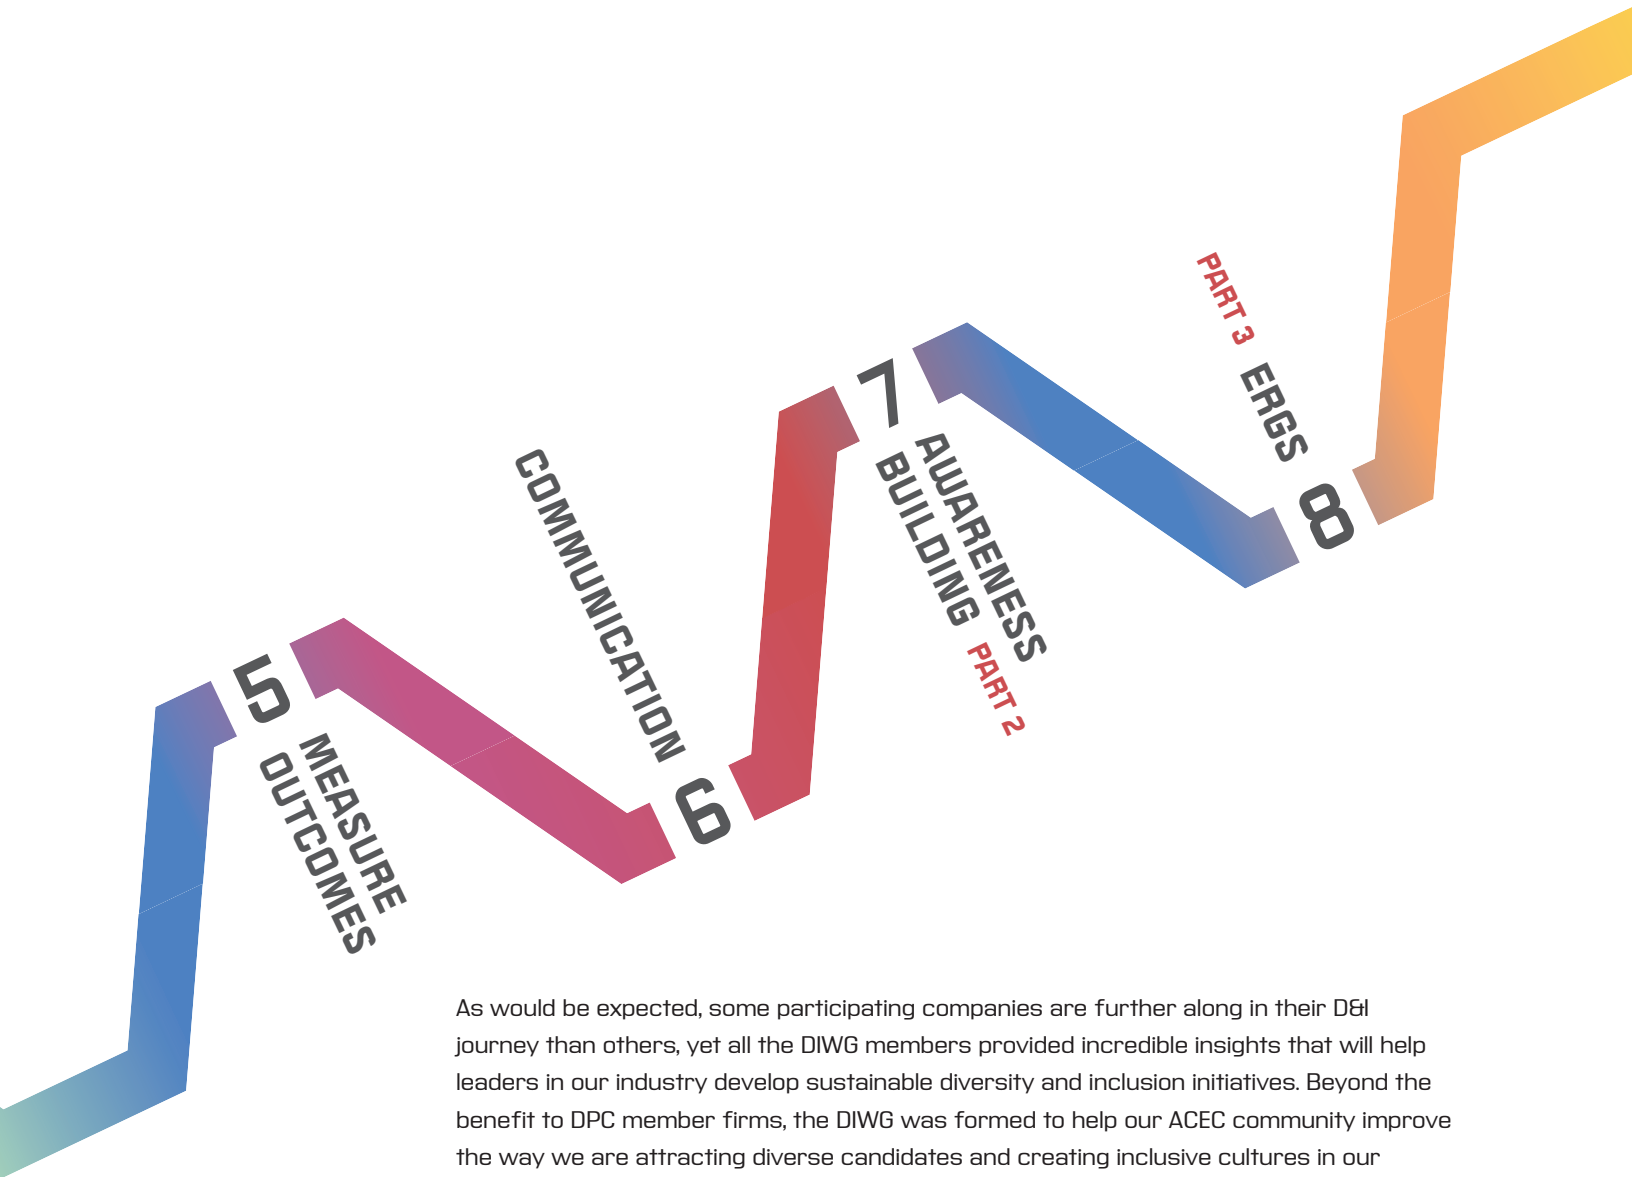 5
MEASURE
OUTCOMES
COMMUNICATION
6
7
AWARENESS
BUILDING PART 2
PART 3 ERGS
8
As would be expected, some participating companies are further along in their D&I
journey than others, yet all the DIWG members provided incredible insights that will help
leaders in our industry develop sustainable diversity and inclusion initiatives. Beyond the
benefit to DPC member firms, the DIWG was formed to help our ACEC community improve
the way we are attracting diverse candidates and creating inclusive cultures in our